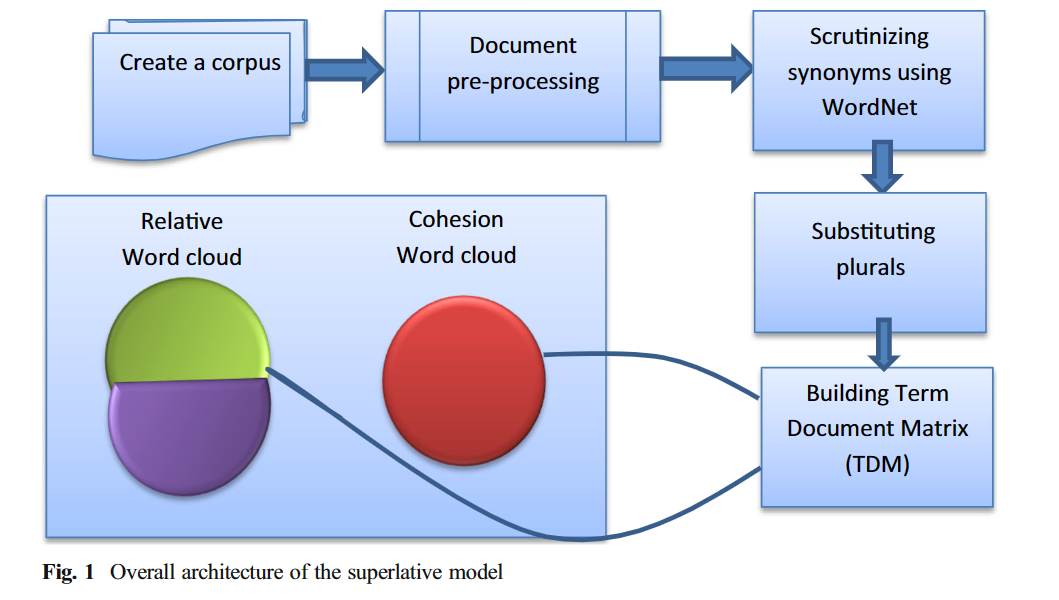 Create a corpus
Document
pre-processing
Scrutinizing
synonyms using
WordNet
Substituting
plurals
Building Term
Document Matrix
(TDM)
Relative
Word cloud
Cohesion
Word cloud
Fig. 1 Overall architecture of the superlative model